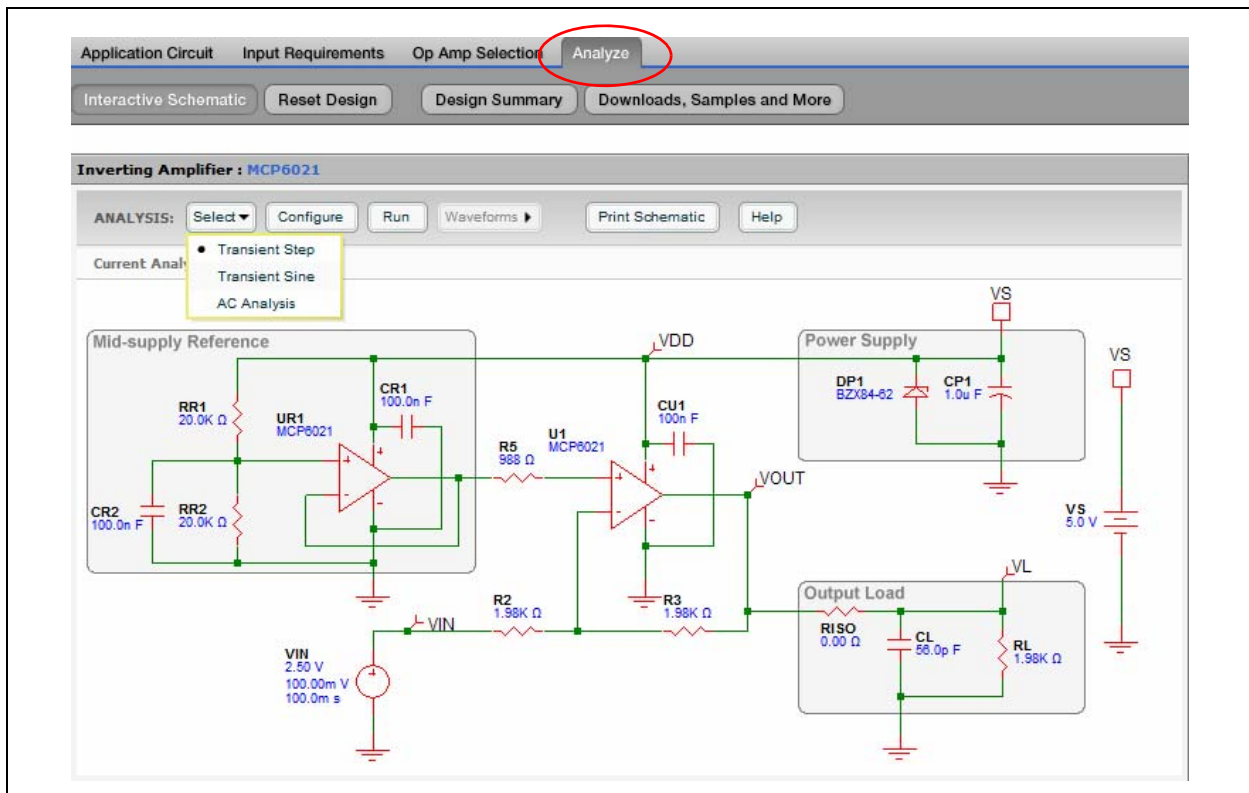 Application Circuit Input Requirements Op Amp Selection Analyze
Interactive Schematic Reset Design Design Summary Downloads, Samples and More
Inverting Amplifier : MCP6021
ANALYSIS: Select Configure Run Waveforms Print Schematic Help
Transient Step
Transient Sine
AC Analysis
Current Analy
VS
Mid-supply Reference
VDD
Power Supply
VS
RR1
20.0K Ω
UR1
MCP6021
CR1
100.0n F
CU1
100n F
DP1
BZX84-62
CP1
1.0u F
R5
988 Ω
U1
MCP6021
VOUT
CR2
100.0n F
RR2
20.0K Ω
VS
5.0 V
VL
Output Load
R2
1.98K Ω
R3
1.98K Ω
VIN
RISO
0.00 Ω
CL
56.0p F
RL
1.98K Ω
VIN
2.50 V
100.00m V
100.0m s